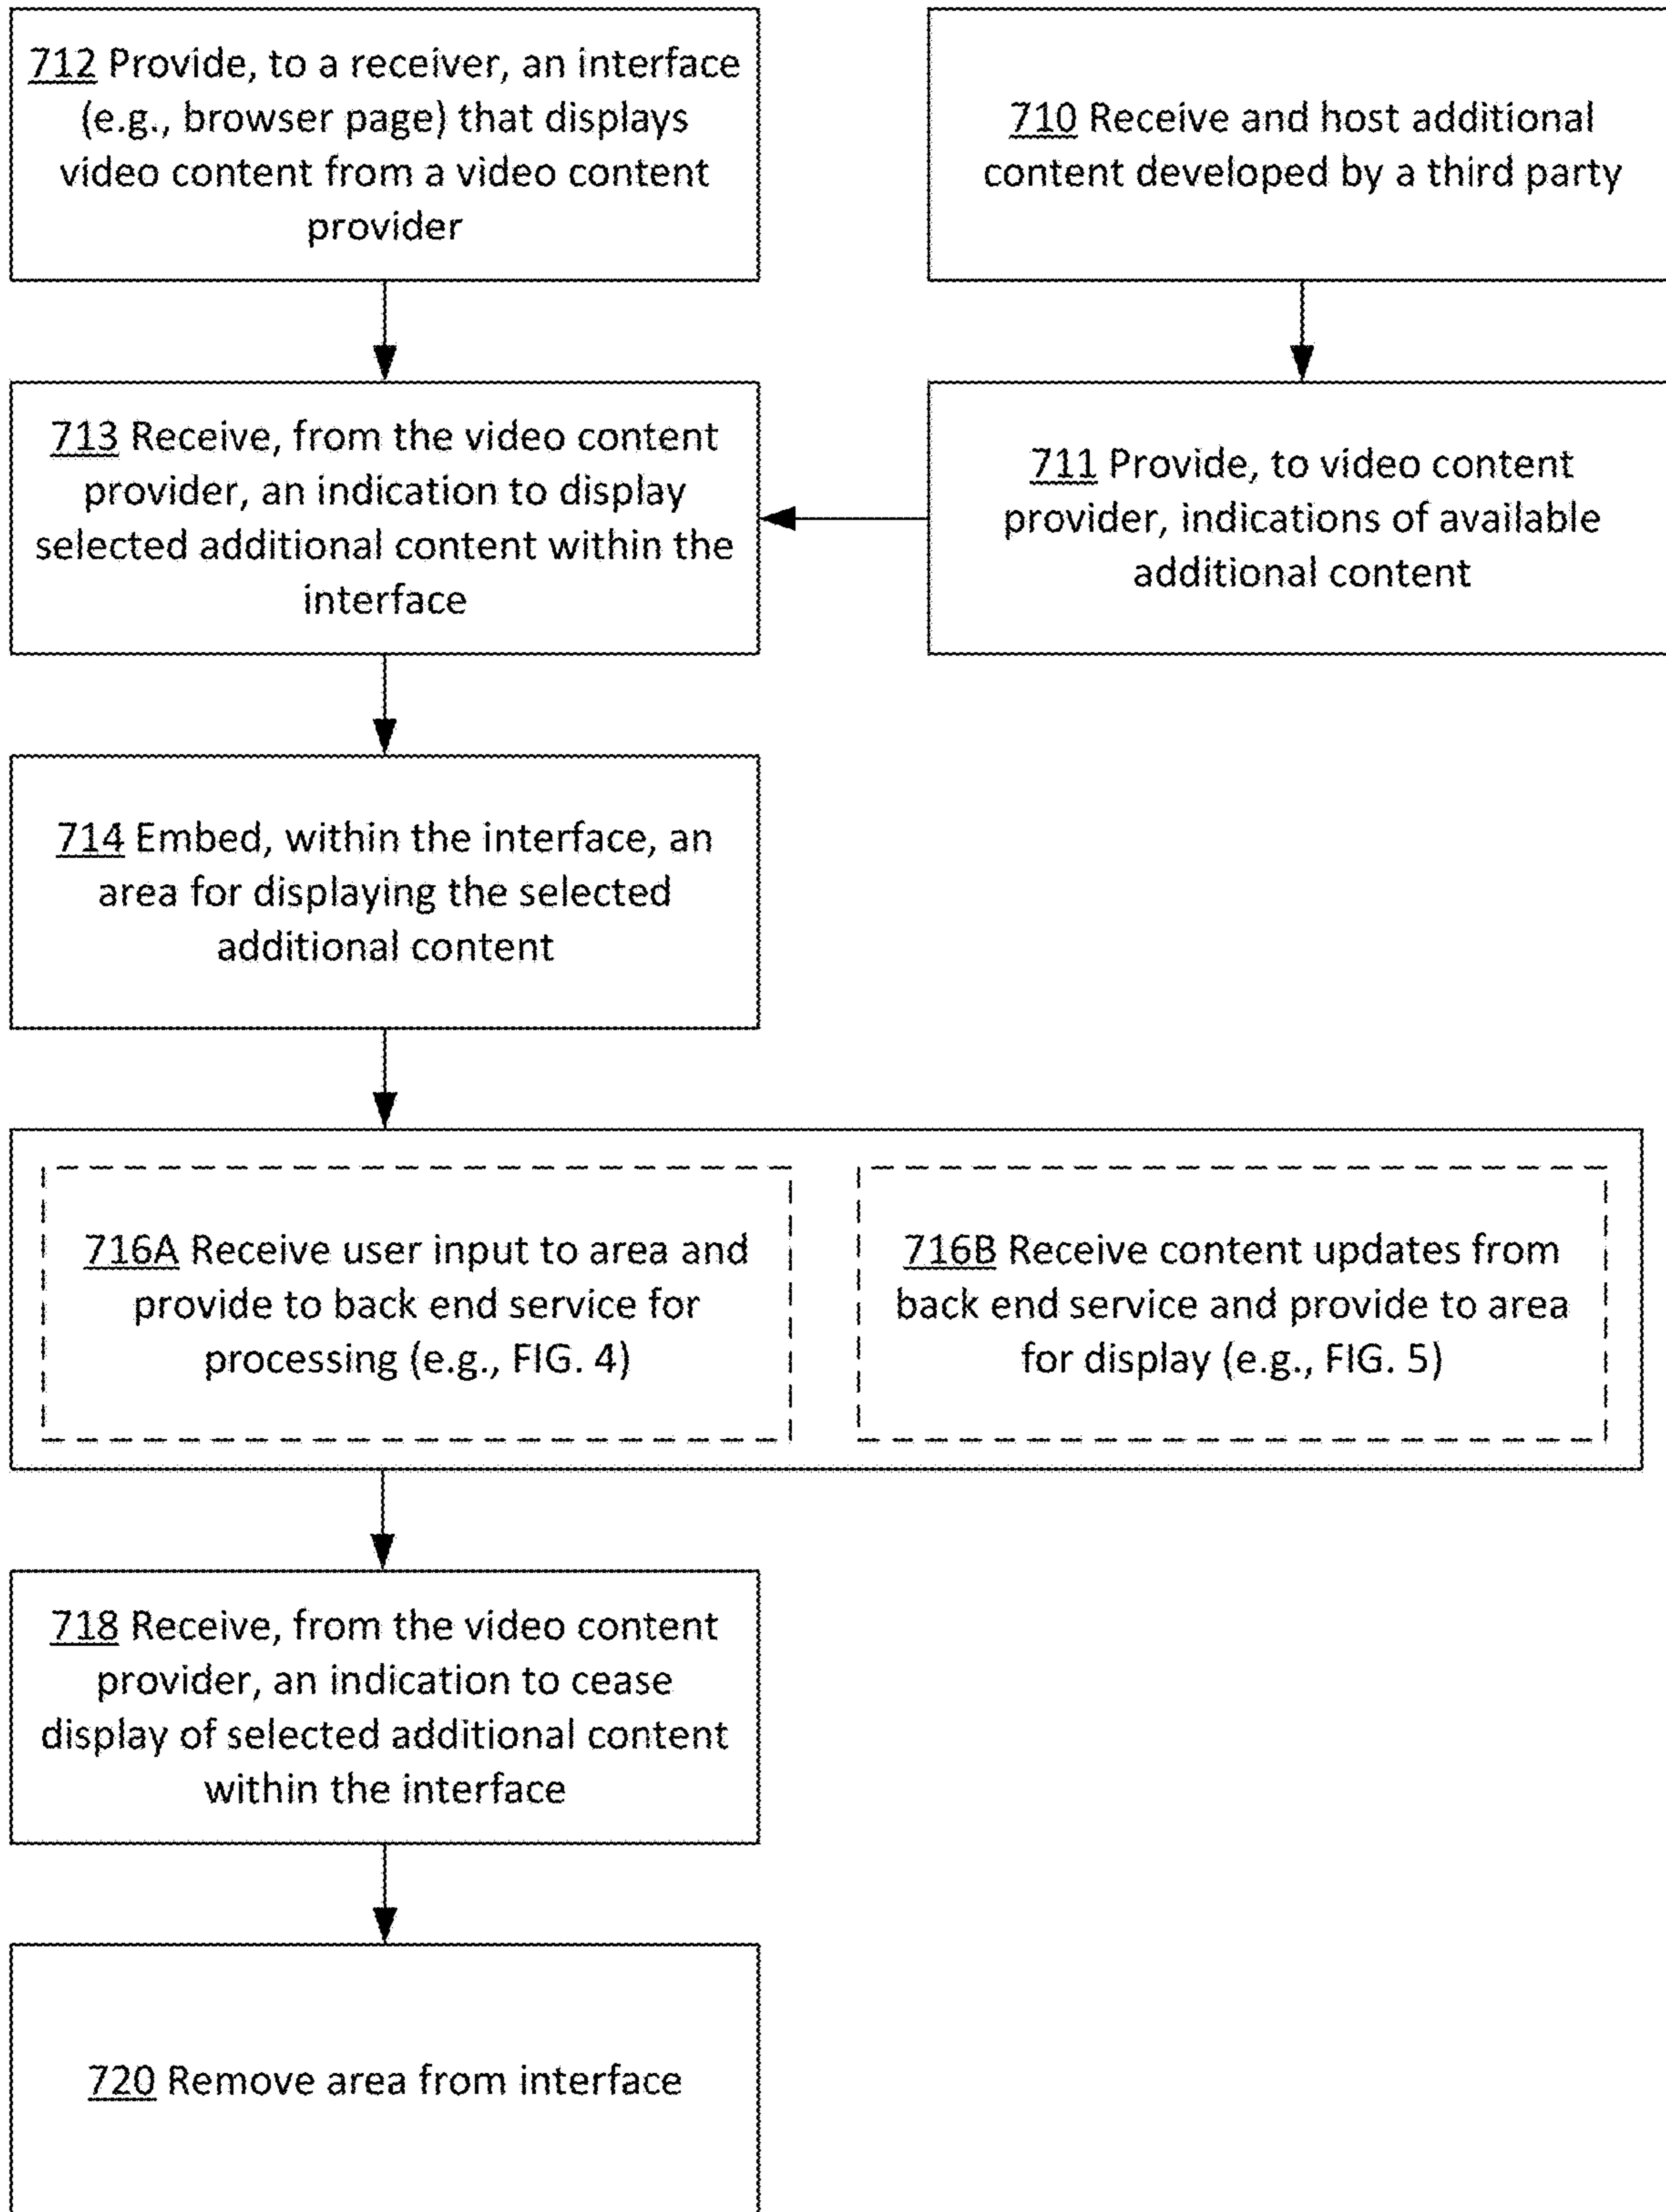 712 Provide, to a receiver, an interface
(e.g., browser page) that displays
video content from a video content
provider
710 Receive and host additional
content developed by a third party
713 Receive, from the video content
provider, an indication to display
selected additional content within the
interface
711 Provide, to video content
provider, indications of available
additional content
714 Embed, within the interface, an
area for displaying the selected
additional content
716A Receive user input to area and
provide to back end service for
processing (e.g., FIG. 4)
716B Receive content updates from
back end service and provide to area
for display (e.g., FIG. 5)
718 Receive, from the video content
provider, an indication to cease
display of selected additional content
within the interface
720 Remove area from interface